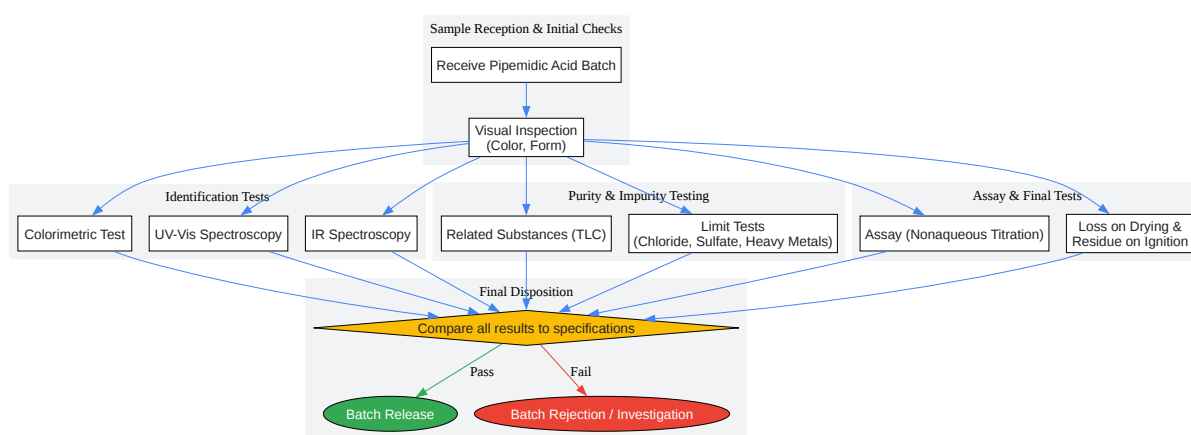 Sample Reception & Initial Checks
Receive Pipemidic Acid Batch
Visual Inspection
(Color, Form)
Identification Tests
Purity & Impurity Testing
Assay & Final Tests
Colorimetric Test
UV-Vis Spectroscopy
IR Spectroscopy
Related Substances (TLC)
Limit Tests
(Chloride, Sulfate, Heavy Metals)
Assay (Nonaqueous Titration)
Loss on Drying &
Residue on Ignition
Final Disposition
Compare all results to specifications
Pass
Fail
Batch Release
Batch Rejection / Investigation